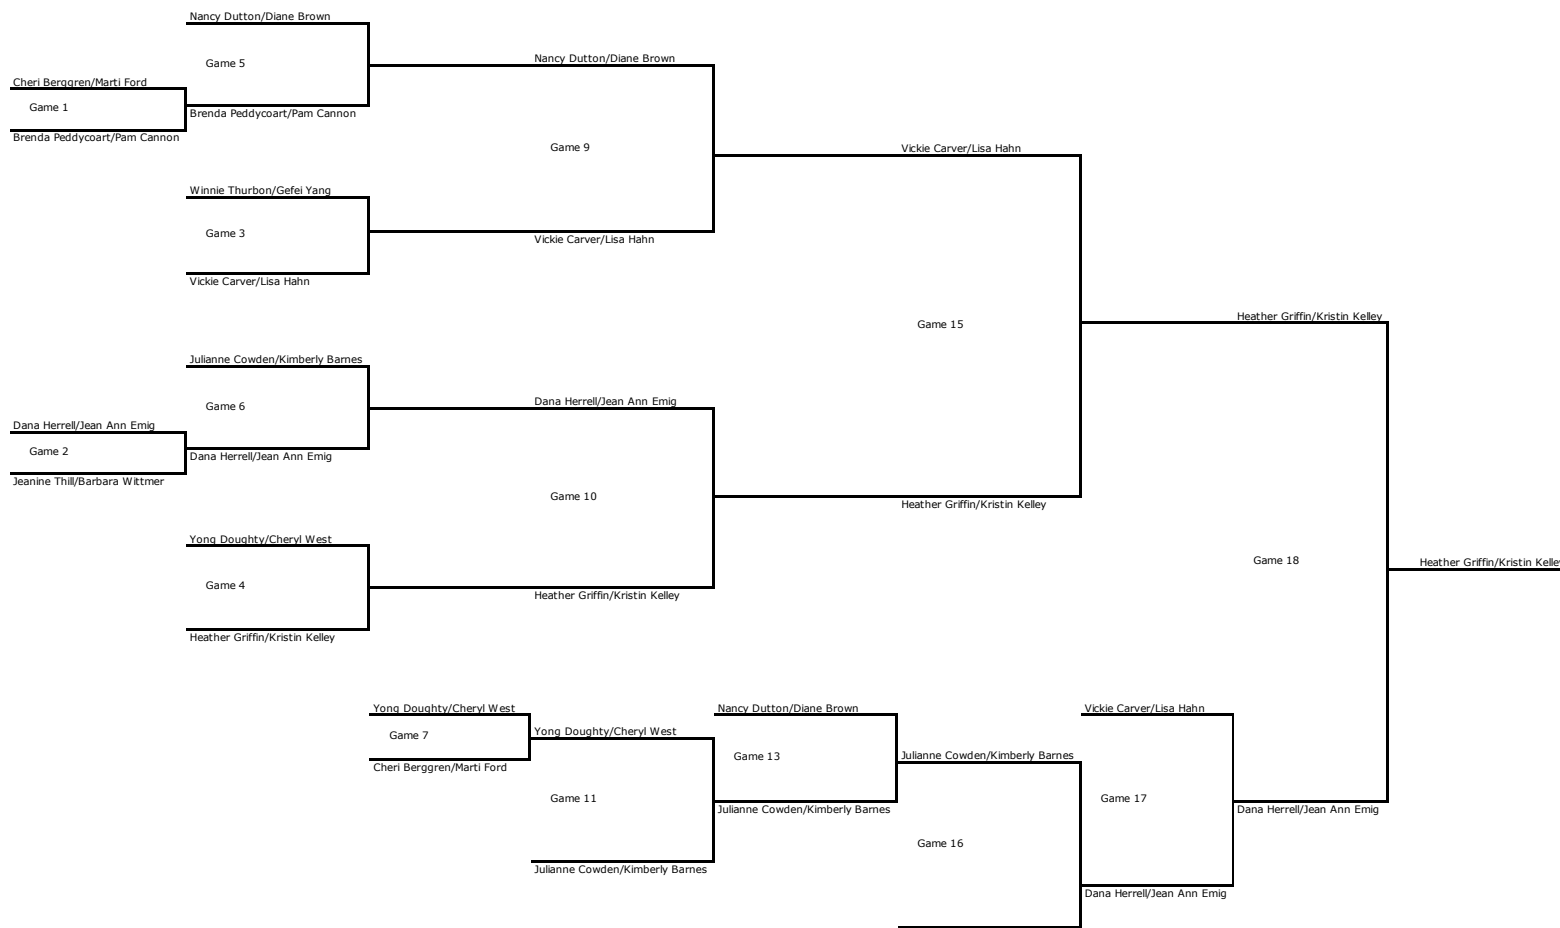 Nancy Dutton/Diane Brown
Game 5
Nancy Dutton/Diane Brown
Cheri Berggren/Marti Ford
Game 1
Brenda Peddycoart/Pam Cannon
Brenda Peddycoart/Pam Cannon
Game 9
Vickie Carver/Lisa Hahn
Winnie Thurbon/Gefei Yang
Game 3
Vickie Carver/Lisa Hahn
Vickie Carver/Lisa Hahn
Game 15
Heather Griffin/Kristin Kelley
Julianne Cowden/Kimberly Barnes
Game 6
Dana Herrell/Jean Ann Emig
Dana Herrell/Jean Ann Emig
Game 2
Dana Herrell/Jean Ann Emig
Jeanine Thill/Barbara Wittmer
Game 10
Heather Griffin/Kristin Kelley
Yong Doughty/Cheryl West
Game 4
Heather Griffin/Kristin Kelley
Heather Griffin/Kristin Kelley
Game 18
Heather Griffin/Kristin Kelle
Yong Doughty/Cheryl West
Game 7
Cheri Berggren/Marti Ford
Yong Doughty/Cheryl West
Game 11
Julianne Cowden/Kimberly Barnes
Nancy Dutton/Diane Brown
Game 13
Julianne Cowden/Kimberly Barnes
Julianne Cowden/Kimberly Barnes
Game 16
Vickie Carver/Lisa Hahn
Game 17
Dana Herrell/Jean Ann Emig
Dana Herrell/Jean Ann Emig